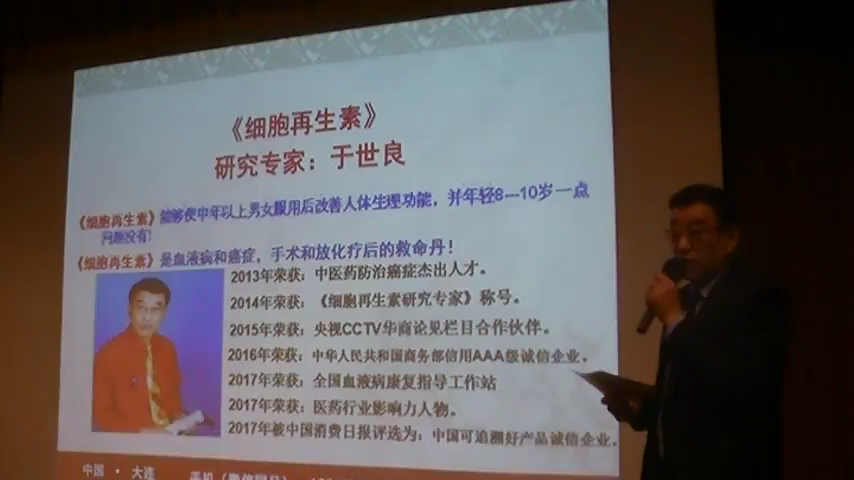 《细胞再生素》
研究专家：于世良
《细胞再生素》能够使中年以上男女服用后改善人体生理功能，并年轻8---10岁一点
问题没有!
《细胞再生素》是血液病和癌症，手术和放化疗后的救命丹！
2013年荣获：中医药防治癌症杰出人才。
2014年荣获：《细胞再生素研究专家》称号。
2015年荣获：央视CCTV华商论见栏目合作伙伴。
2016年荣获：中华人民共和国商务部信用AAA级诚信企业。
2017年荣获：全国血液病康复指导工作站
2017年荣获：医药行业影响力人物。
2017年被中国消费日报评选为：中国可追溯好产品诚信企业。
中国 · 大连